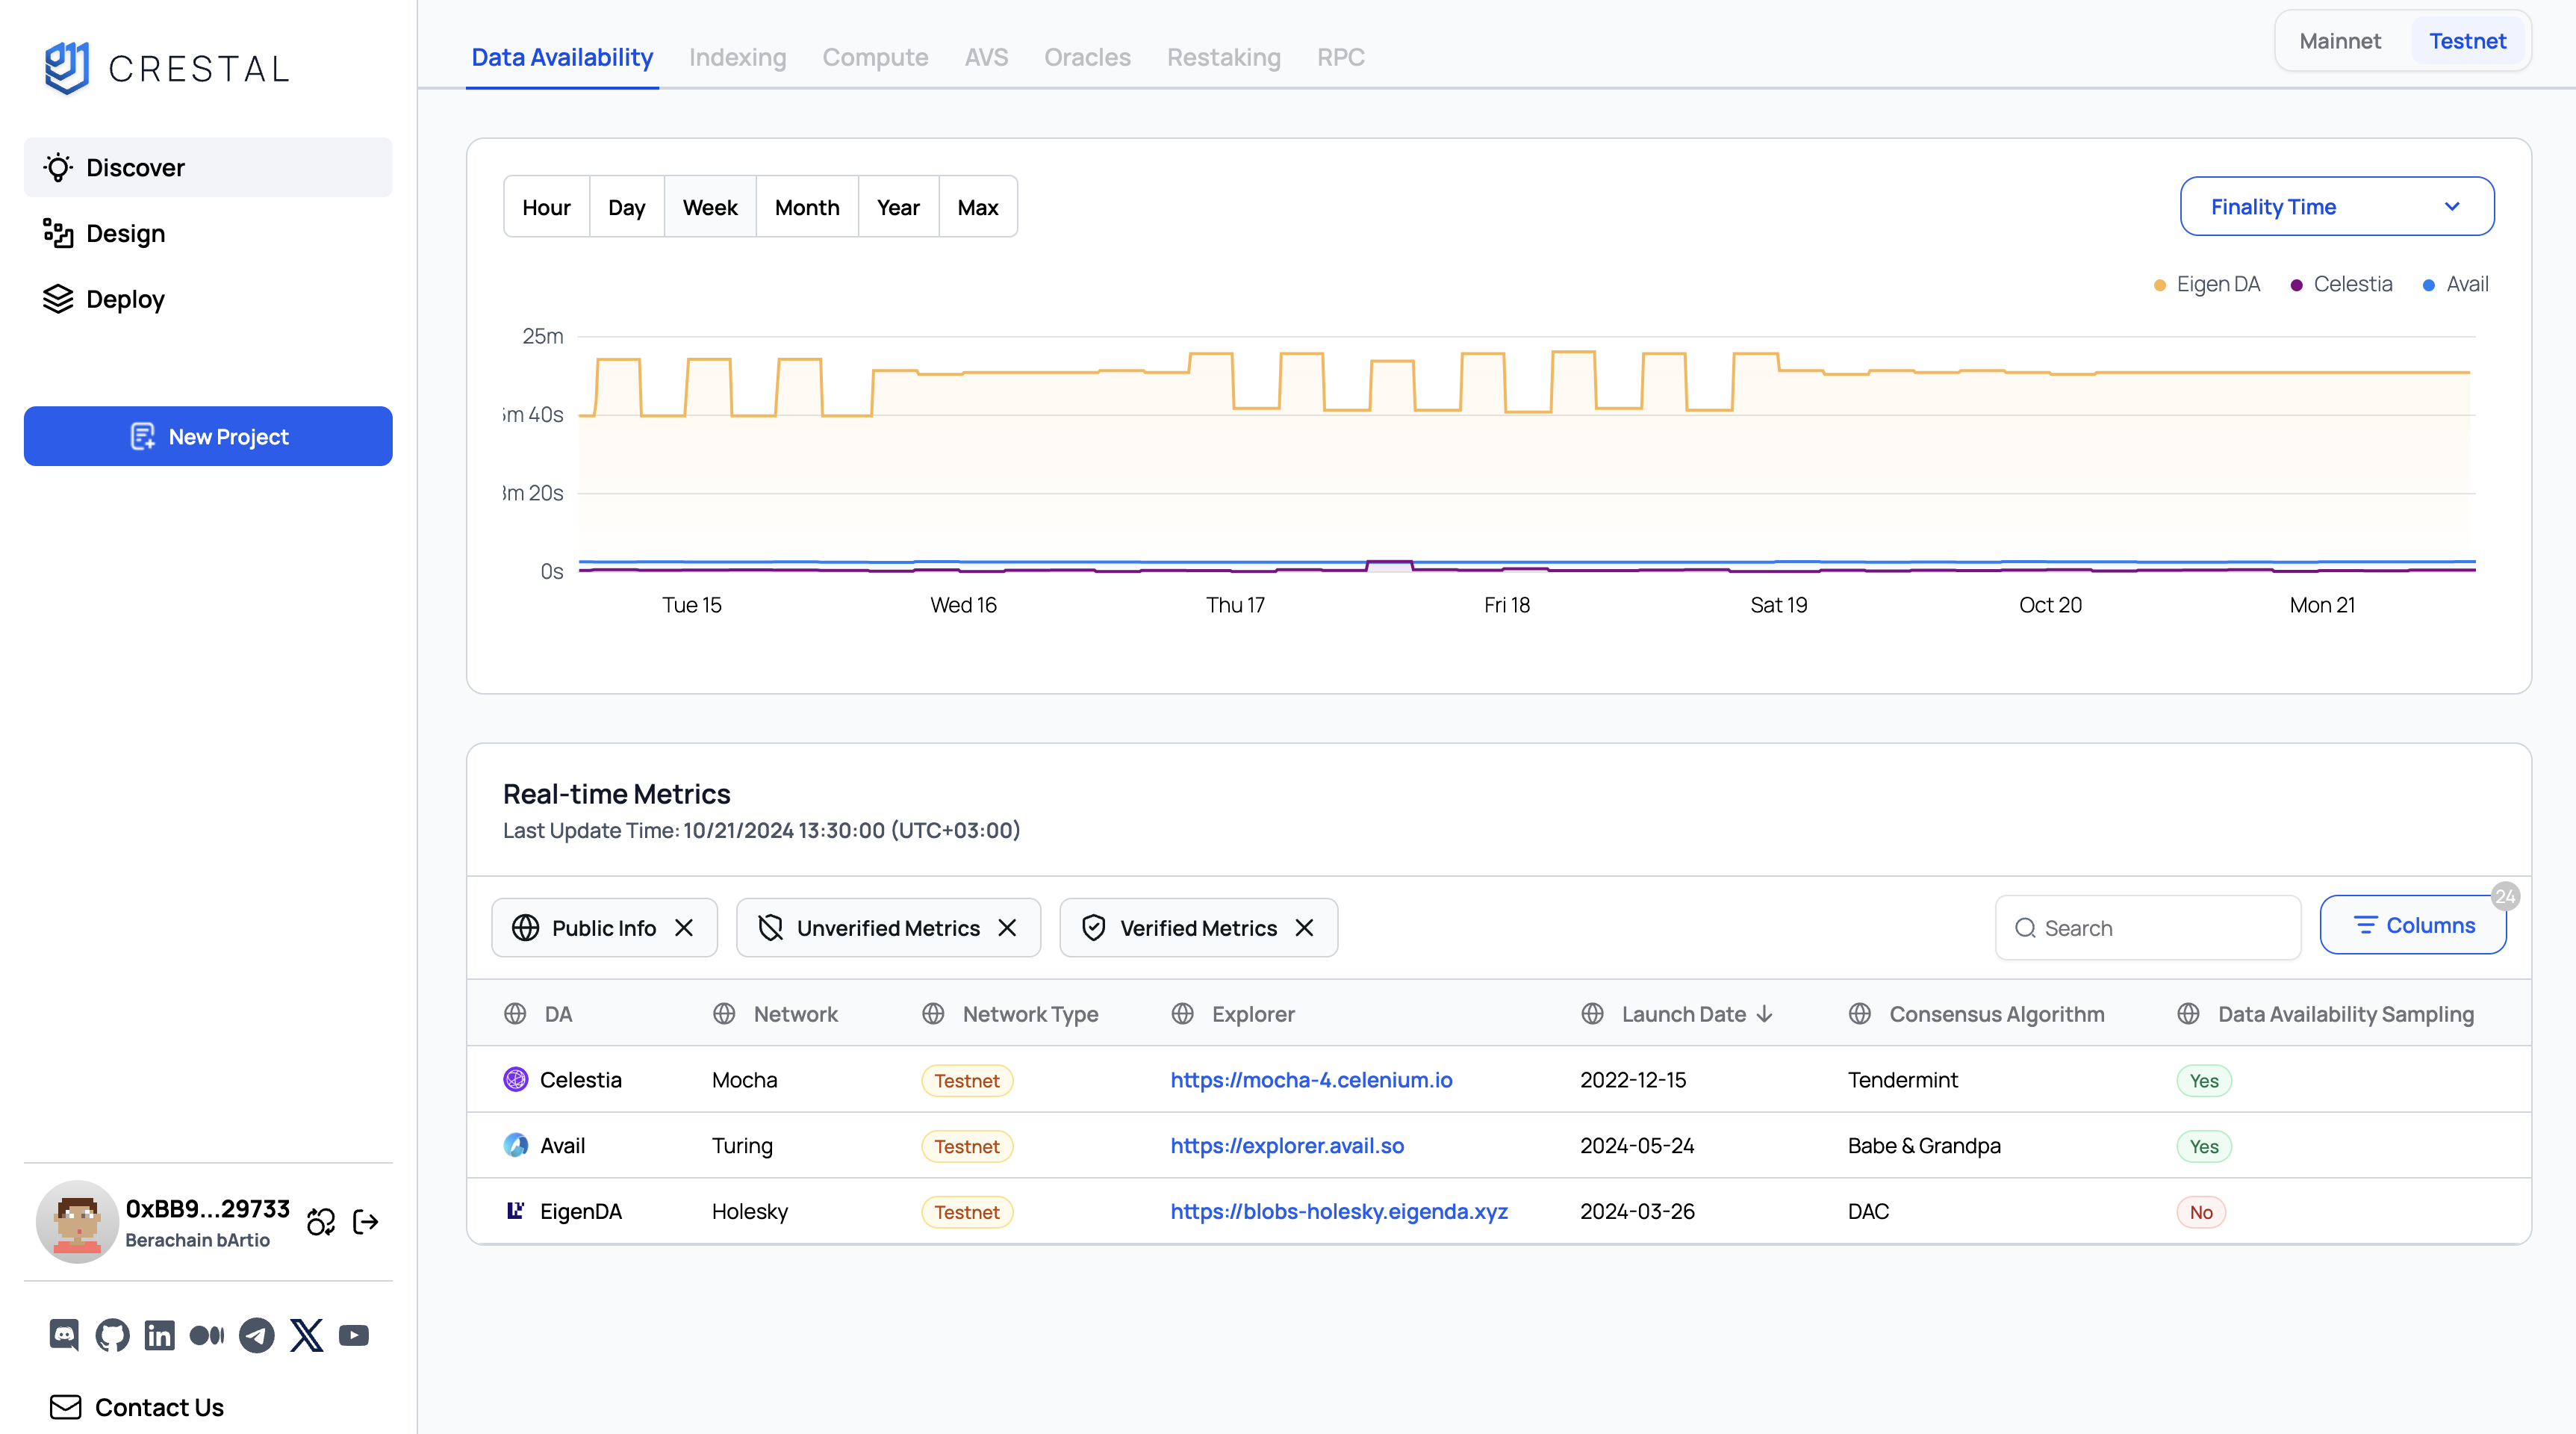 CRESTAL
Discover
Design
Deploy
New Project
0xBB9...29733
Berachain bArtio
Contact Us
Data Availability Indexing Compute AVS Oracles Restaking RPC
Mainnet Testnet
Hour Day Week Month Year Max
Finality Time
Eigen DA Celestia Avail
25m
m 40s
m 20s
0s
Tue 15 Wed 16 Thu 17 Fri 18 Sat 19 Oct 20 Mon 21
Real-time Metrics
Last Update Time: 10/21/2024 13:30:00 (UTC+03:00)
Public Info Unverified Metrics Verified Metrics Search Columns 24
DA Network Network Type Explorer Launch Date Consensus Algorithm Data Availability Sampling
Celestia Mocha Testnet https://mocha-4.celenium.io 2022-12-15 Tendermint Yes
Avail Turing Testnet https://explorer.avail.so 2024-05-24 Babe & Grandpa Yes
EigenDA Holesky Testnet https://blobs-holesky.eigenda.xyz 2024-03-26 DAC No